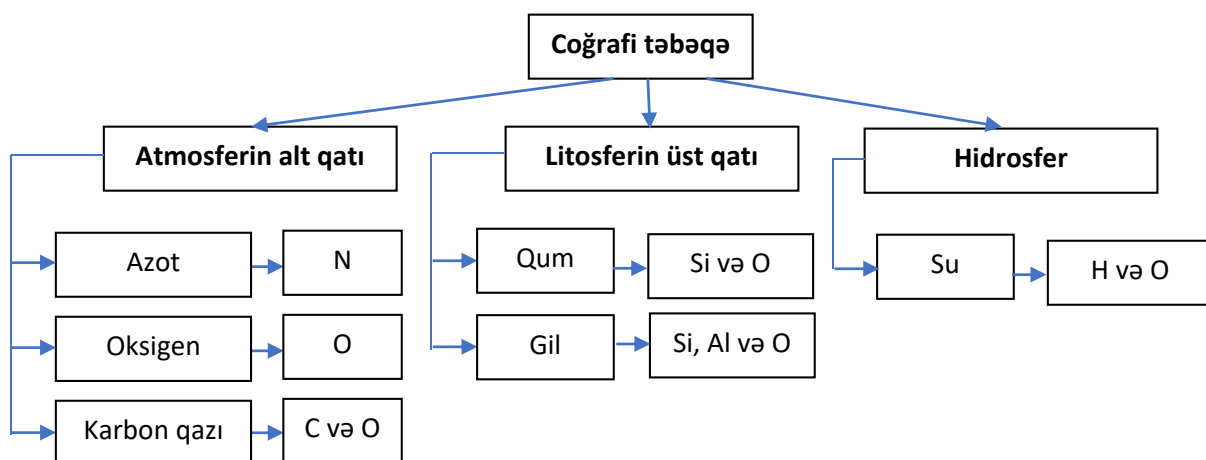 Coğrafi təbəqə
Atmosferin alt qatı
Litosferin üst qatı
Hidrosfer
Azot
N
Qum
Si və O
Su
H və O
Oksigen
O
Gil
Si, Al və O
Karbon qazı
C və O